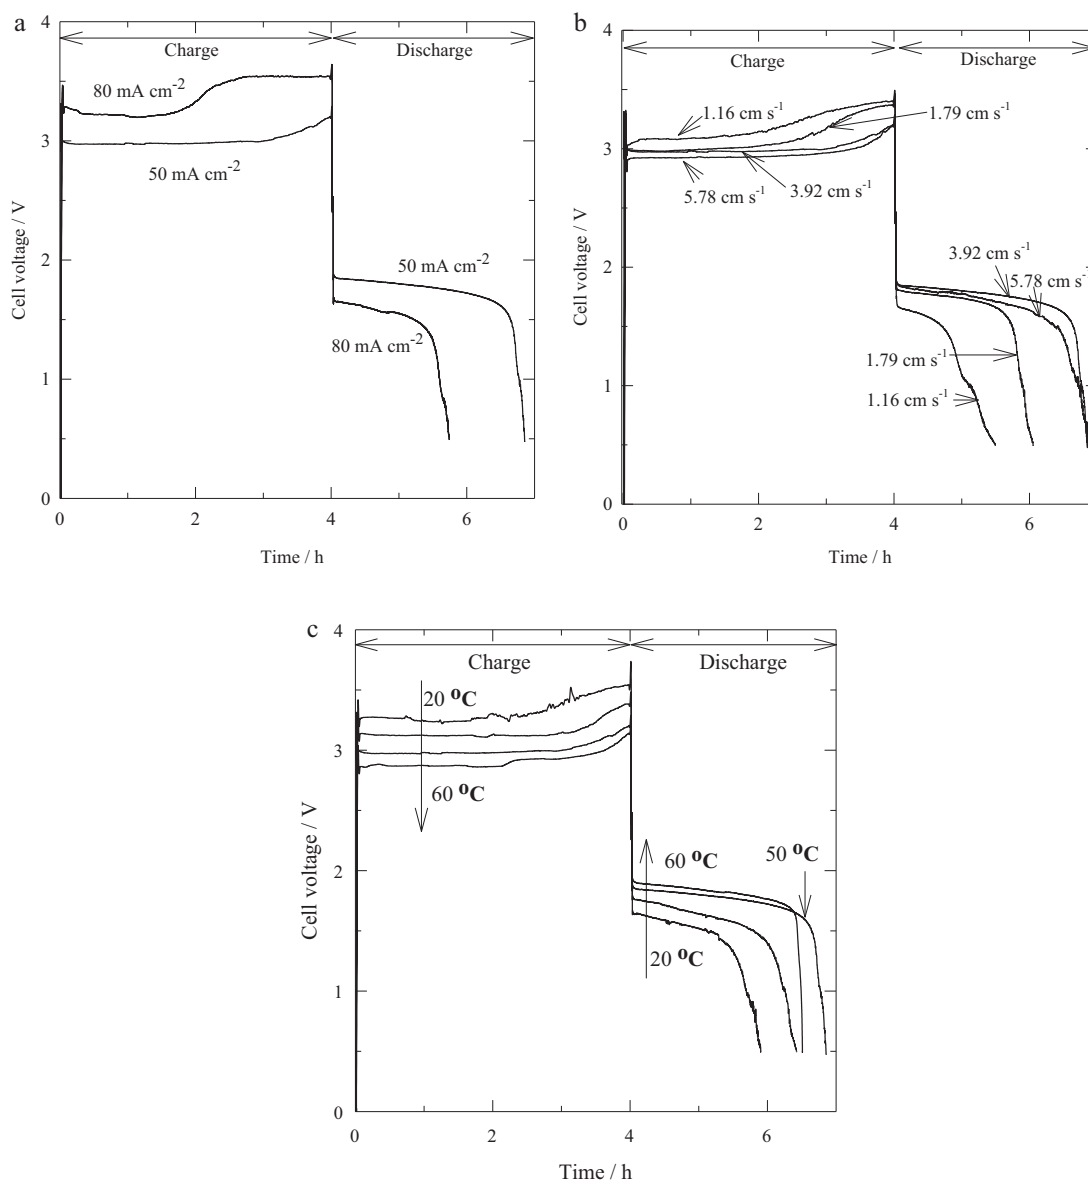 a
4
3
2
1
0
Cell voltage / V
Charge
Discharge
80 mA cm-2
50 mA cm-2
50 mA cm-2
80 mA cm-2
0
2
4
6
Time / h
b
4
3
2
1
0
Cell voltage / V
Charge
Discharge
1.16 cm s-1
1.79 cm s-1
5.78 cm s-1
3.92 cm s-1
3.92 cm s-1
5.78 cm s-1
1.79 cm s-1
1.16 cm s-1
0
2
4
6
Time / h
c
4
3
2
1
0
Cell voltage / V
Charge
Discharge
20 °C
60 °C
60 °C
50 °C
20 °C
0
2
4
6
Time / h